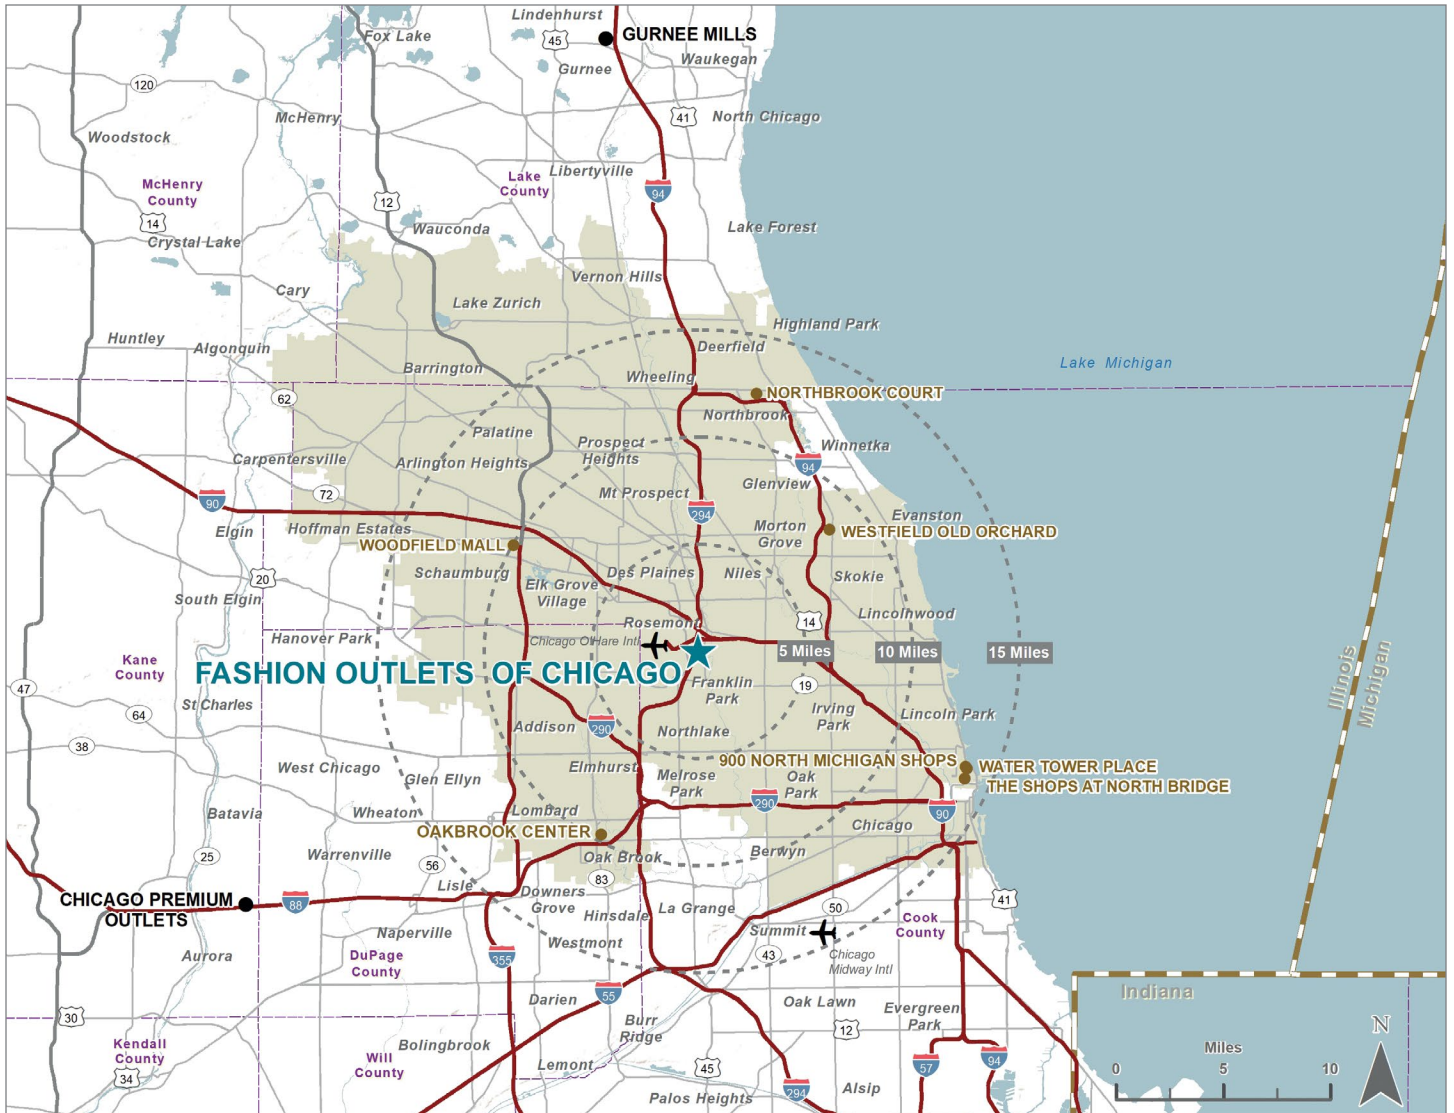 Lindenhurst
Fox Lake
45
GURNEE MILLS
Gurnee
Waukegan
120
McHenry
41
North Chicago
Woodstock
Libertyville
McHenry
County
Lake
County
94
12
14
Wauconda
Lake Forest
Crystal Lake
Vernon Hills
Cary
Lake Zurich
Highland Park
Huntley
Algonquin
Deerfield
Lake Michigan
Barrington
Wheeling
62
NORTHBROOK COURT
Northbrook
Palatine
Prospect
Heights
Winnetka
Carpentersville
Arlington Heights
94
Glenview
72
Mt Prospect
90
294
Evanston
Elgin
Hoffman Estates
Morton
Grove
WESTFIELD OLD ORCHARD
WOODFIELD MALL
Schaumburg
Des Plaines
Niles
Skokie
20
Elk Grove
Village
South Elgin
Lincolnwood
Rosemont
14
Hanover Park
Chicago O'Hare Intl
5 Miles
10 Miles
15 Miles
Kane
County
FASHION OUTLETS OF CHICAGO
Illinois
Michigan
47
Franklin
Park
19
St Charles
64
Irving
Park
Lincoln Park
Addison
290
Northlake
38
900 NORTH MICHIGAN SHOPS
WATER TOWER PLACE
West Chicago
Elmhurst
Glen Ellyn
Melrose
Park
Oak
Park
THE SHOPS AT NORTH BRIDGE
290
90
Batavia
Wheaton
Lombard
OAKBROOK CENTER
Chicago
25
Warrenville
56
Oak Brook
Berwyn
83
Lisle
CHICAGO PREMIUM
OUTLETS
88
Downers
Grove
Hinsdale
La Grange
50
41
Naperville
Summit
Cook
County
Westmont
Aurora
DuPage
County
355
43
Chicago
Midway Intl
55
Darien
Oak Lawn
Indiana
30
Burr
Ridge
Evergreen
Park
12
N
Kendall
County
Bolingbrook
Will
County
Lemont
Miles
34
45
57
94
0
5
10
294
Alsip
Palos Heights